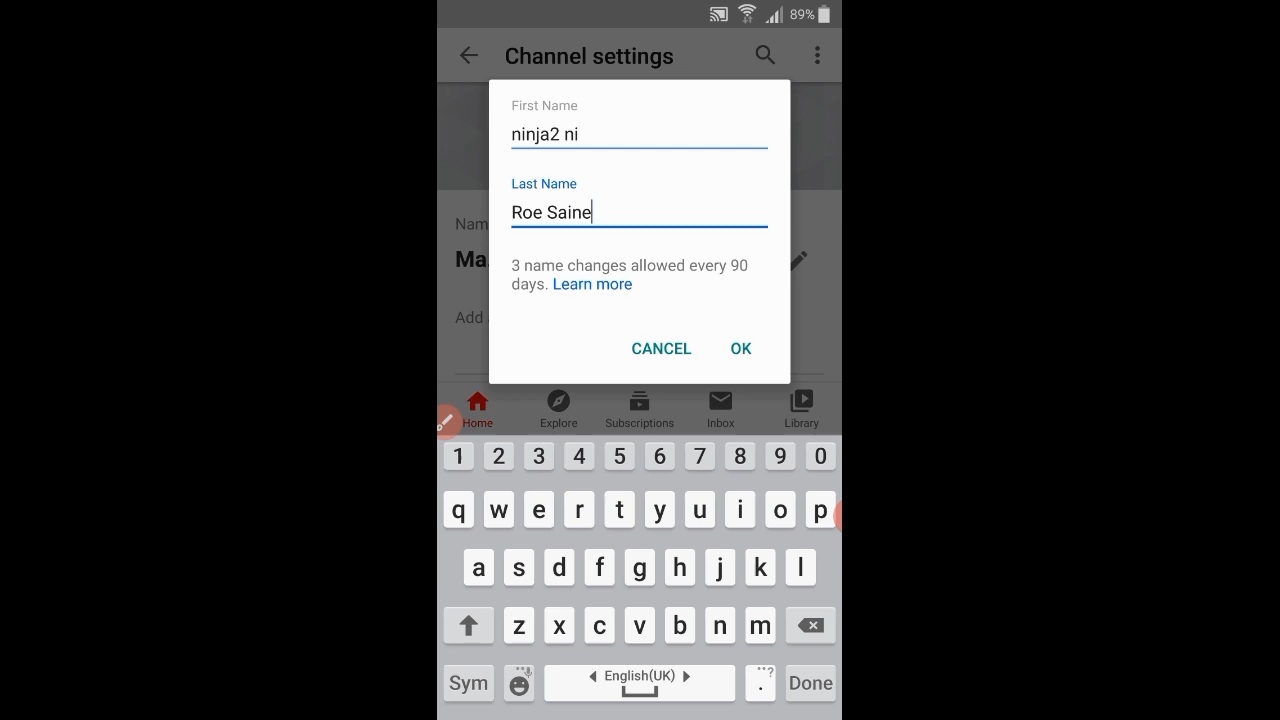 89%
Channel settings
First Name
ninja2 ni
Last Name
Roe Saine
3 name changes allowed every 90
days. Learn more
CANCEL OK
Nam
Ma
Add
Home Explore Subscriptions Inbox Library
1 2 3 4 5 6 7 8 9 0
q w e r t y u i o p
a s d f g h j k l
z x c v b n m
Sym English(UK) . ? Done